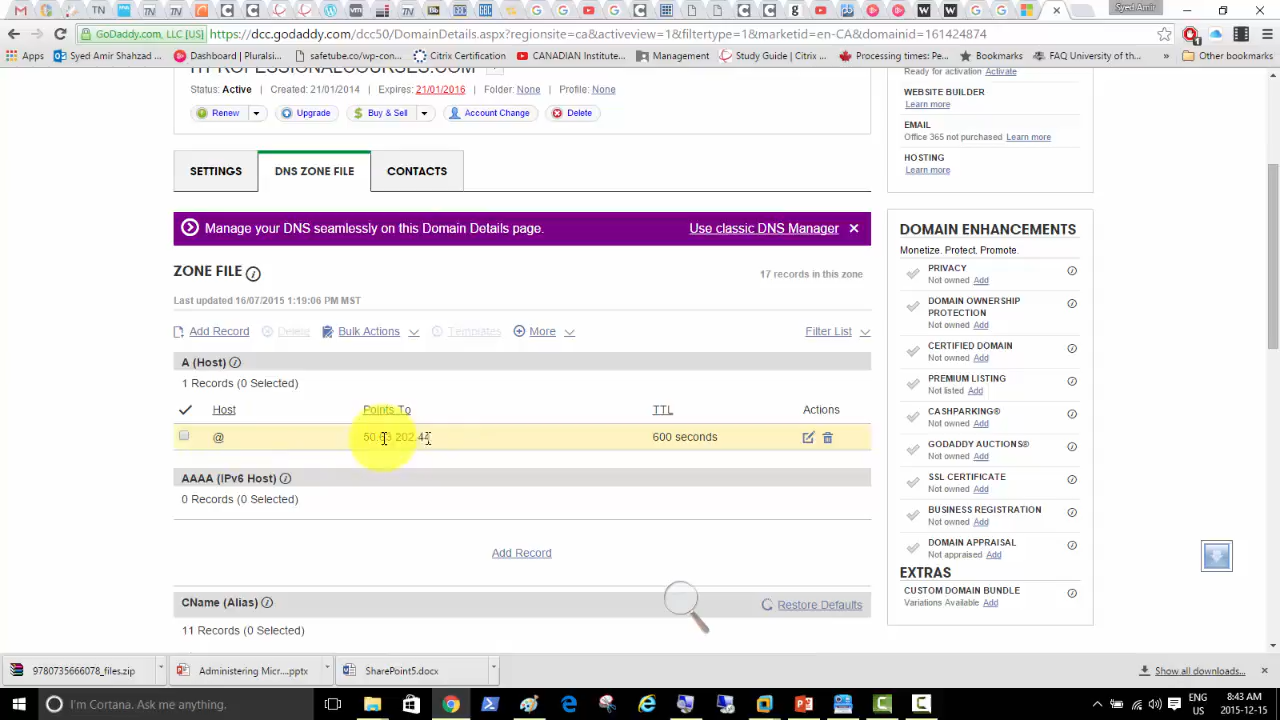 Syed Amir
GoDaddy.com, LLC [US]
https://dcc.godaddy.com/dcc50/DomainDetails.aspx?regionsite=ca&activeview=1&filtertype=1&marketid=en-CA&domainid=161424874
Apps
Syed Amir Shahzad ...
Dashboard | Pluralsi...
safetube.co/wp-con...
Citrix Certification
CANADIAN Institute...
Management
Study Guide | Citrix ...
Processing times: Pe...
Bookmarks
FAQ University of th...
»
Other bookmarks
ITPROFESSIONALCOURSES.COM
Status: Active | Created: 21/01/2014 | Expires: 21/01/2016 | Folder: None | Profile: None
Renew
Upgrade
Buy & Sell
Account Change
Delete
SETTINGS
DNS ZONE FILE
CONTACTS
Manage your DNS seamlessly on this Domain Details page.
Use classic DNS Manager
ZONE FILE
17 records in this zone
Last updated 16/07/2015 1:19:06 PM MST
Add Record
Delete
Bulk Actions
Templates
More
Filter List
A (Host)
1 Records (0 Selected)
Host
Points To
TTL
Actions
@
600 seconds
AAAA (IPv6 Host)
0 Records (0 Selected)
Add Record
CName (Alias)
Restore Defaults
11 Records (0 Selected)
Ready for activation Activate
WEBSITE BUILDER
Learn more
EMAIL
Office 365 not purchased Learn more
HOSTING
Learn more
DOMAIN ENHANCEMENTS
Monetize. Protect. Promote.
PRIVACY
Not owned Add
DOMAIN OWNERSHIP
PROTECTION
Not owned Add
CERTIFIED DOMAIN
Not owned Add
PREMIUM LISTING
Not listed Add
CASHPARKING®
Not owned Add
GODADDY AUCTIONS®
Not owned Add
SSL CERTIFICATE
Not owned Add
BUSINESS REGISTRATION
Not owned Add
DOMAIN APPRAISAL
Not appraised Add
EXTRAS
CUSTOM DOMAIN BUNDLE
Variations Available Add
9780735666078_files.zip
Administering Micr....pptx
SharePoint5.docx
Show all downloads...
I'm Cortana. Ask me anything.
ENG
US
8:43 AM
2015-12-15